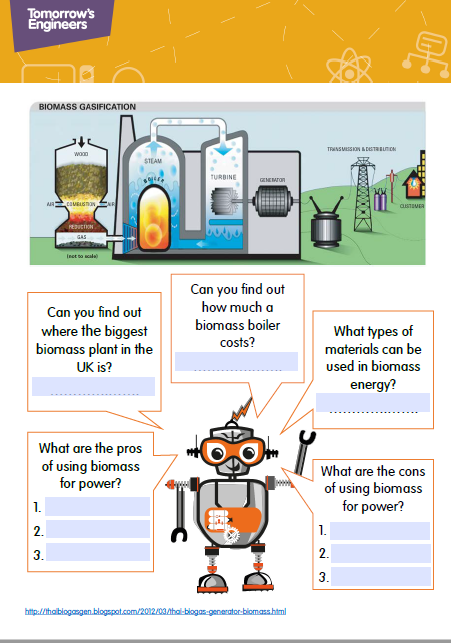 Tomorrow's
Engineers
BIOMASS GASIFICATION
WOOD
AIR
COMBUSTION
AIR
REDUCTION
GAS
(not to scale)
STEAM
BOILER
TURBINE
GENERATOR
TRANSMISSION & DISTRIBUTION
CUSTOMER
Can you find out
where the biggest
biomass plant in the
UK is?
....................
Can you find out
how much a
biomass boiler
costs?
....................
What types of
materials can be
used in biomass
energy?
....................
What are the pros
of using biomass
for power?
1.
2.
3.
What are the cons
of using biomass
for power?
1.
2.
3.
http://thaibiogasgen.blogspot.com/2012/03/thai-biogas-generator-biomass.html